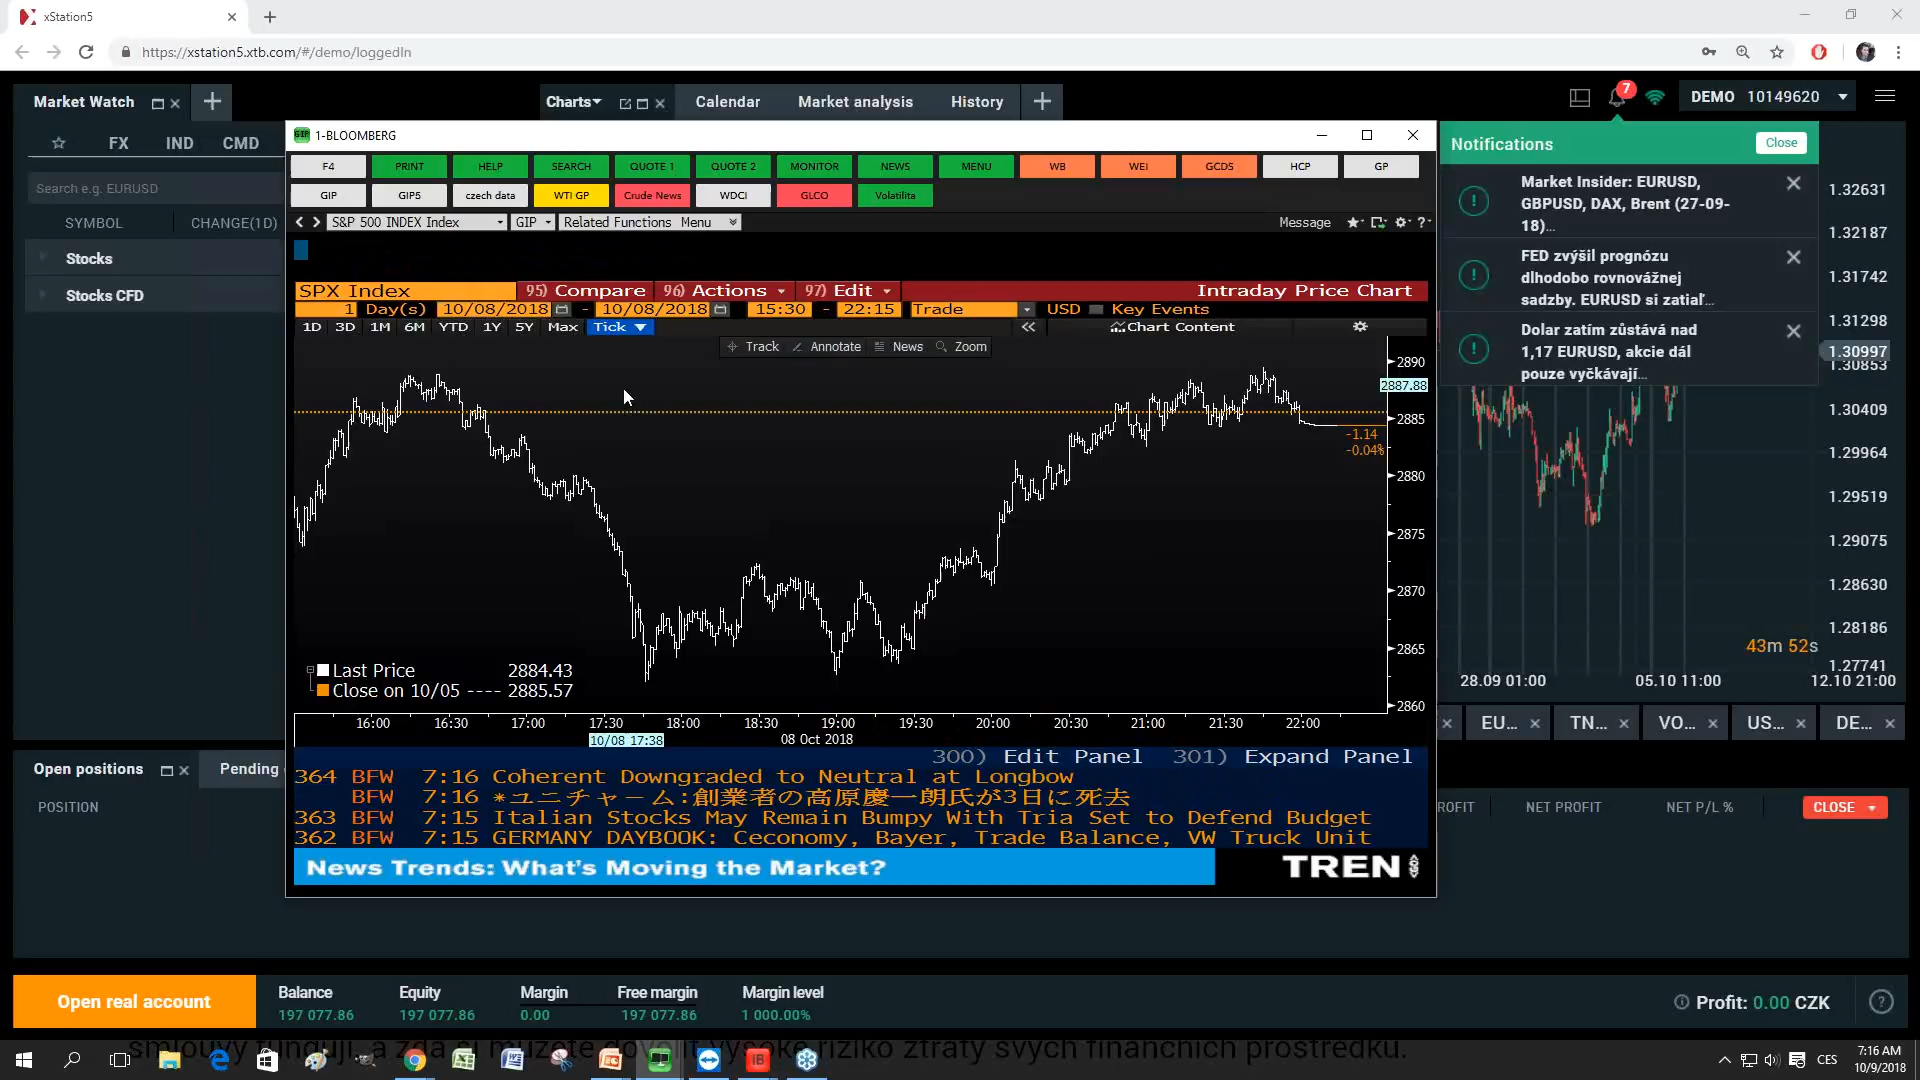 xStation5
https://xstation5.xtb.com/#/demo/loggedIn
Market Watch
Charts
Calendar
Market analysis
History
7
DEMO 10149620
FX IND CMD
Search e.g. EURUSD
SYMBOL CHANGE(1D)
Stocks
Stocks CFD
1-BLOOMBERG
F4 PRINT HELP SEARCH QUOTE 1 QUOTE 2 MONITOR NEWS MENU WB WEI GCDS HCP GP
GIP GIP5 czech data WTI GP Crude News WDCI GLCO Volatilita
S&P 500 INDEX Index GIP Related Functions Menu Message
SPX Index 95) Compare 96) Actions 97) Edit Intraday Price Chart
1 Day(s) 10/08/2018 - 10/08/2018 15:30 - 22:15 Trade USD Key Events
1D 3D 1M 6M YTD 1Y 5Y Max Tick Chart Content
Track Annotate News Zoom
2890
2887.88
2885
-1.14
-0.04%
2880
2875
2870
2865
2860
Last Price 2884.43
Close on 10/05 ---- 2885.57
16:00 16:30 17:00 17:30 18:00 18:30 19:00 19:30 20:00 20:30 21:00 21:30 22:00
10/08 17:38
08 Oct 2018
300) Edit Panel 301) Expand Panel
364 BFW 7:16 Coherent Downgraded to Neutral at Longbow
BFW 7:16 *ユニチャーム:創業者の高原慶一朗氏が3日に死去
363 BFW 7:15 Italian Stocks May Remain Bumpy With Tria Set to Defend Budget
362 BFW 7:15 GERMANY DAYBOOK: Ceconomy, Bayer, Trade Balance, VW Truck Unit
News Trends: What's Moving the Market?
TREN
Notifications
Close
Market Insider: EURUSD,
GBPUSD, DAX, Brent (27-09-
18)...
FED zvýšil prognózu
dlhodobo rovnovážnej
sadzby. EURUSD si zatiaľ...
Dolar zatím zůstává nad
1,17 EURUSD, akcie dál
pouze vyčkávají...
1.32631
1.32187
1.31742
1.31298
1.30997
1.30853
1.30409
1.29964
1.29519
1.29075
1.28630
1.28186
1.27741
43m 52s
28.09 01:00 05.10 11:00 12.10 21:00
EU... TN... VO... US... DE...
Open positions
Pending
POSITION
ROFIT NET PROFIT NET P/L %
CLOSE
Open real account
Balance Equity Margin Free margin Margin level
197 077.86 197 077.86 0.00 197 077.86 1 000.00%
Profit: 0.00 CZK
riziko ztráty svých finančních prostředků.
CES
7:16 AM
10/9/2018